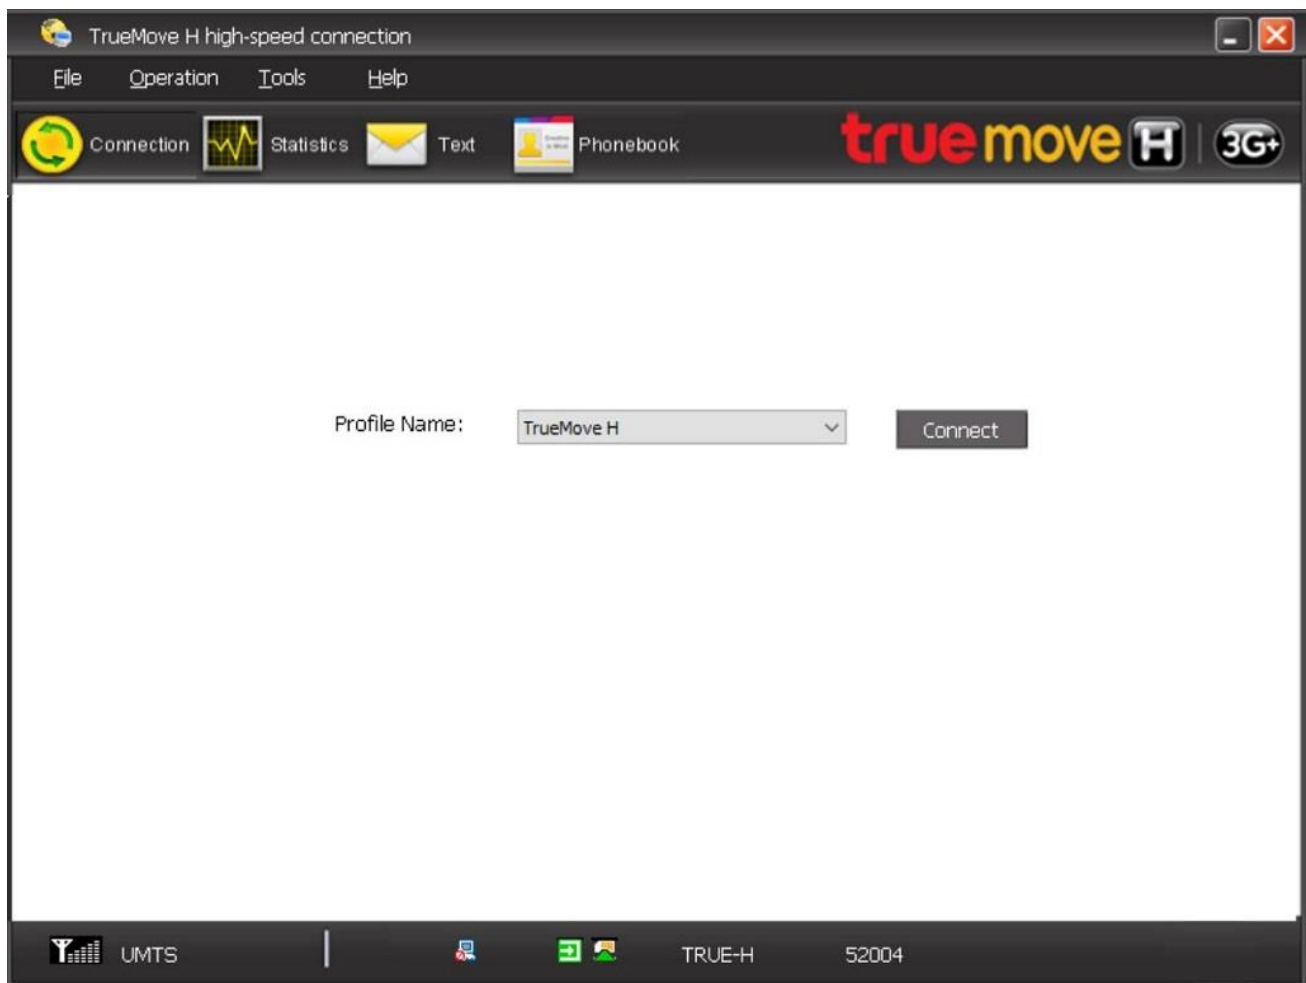 TrueMove H high-speed connection
File Operation Tools Help
Connection Statistics Text Phonebook truemove H 3G+
Profile Name: TrueMove H Connect
UMTS TRUE-H 52004